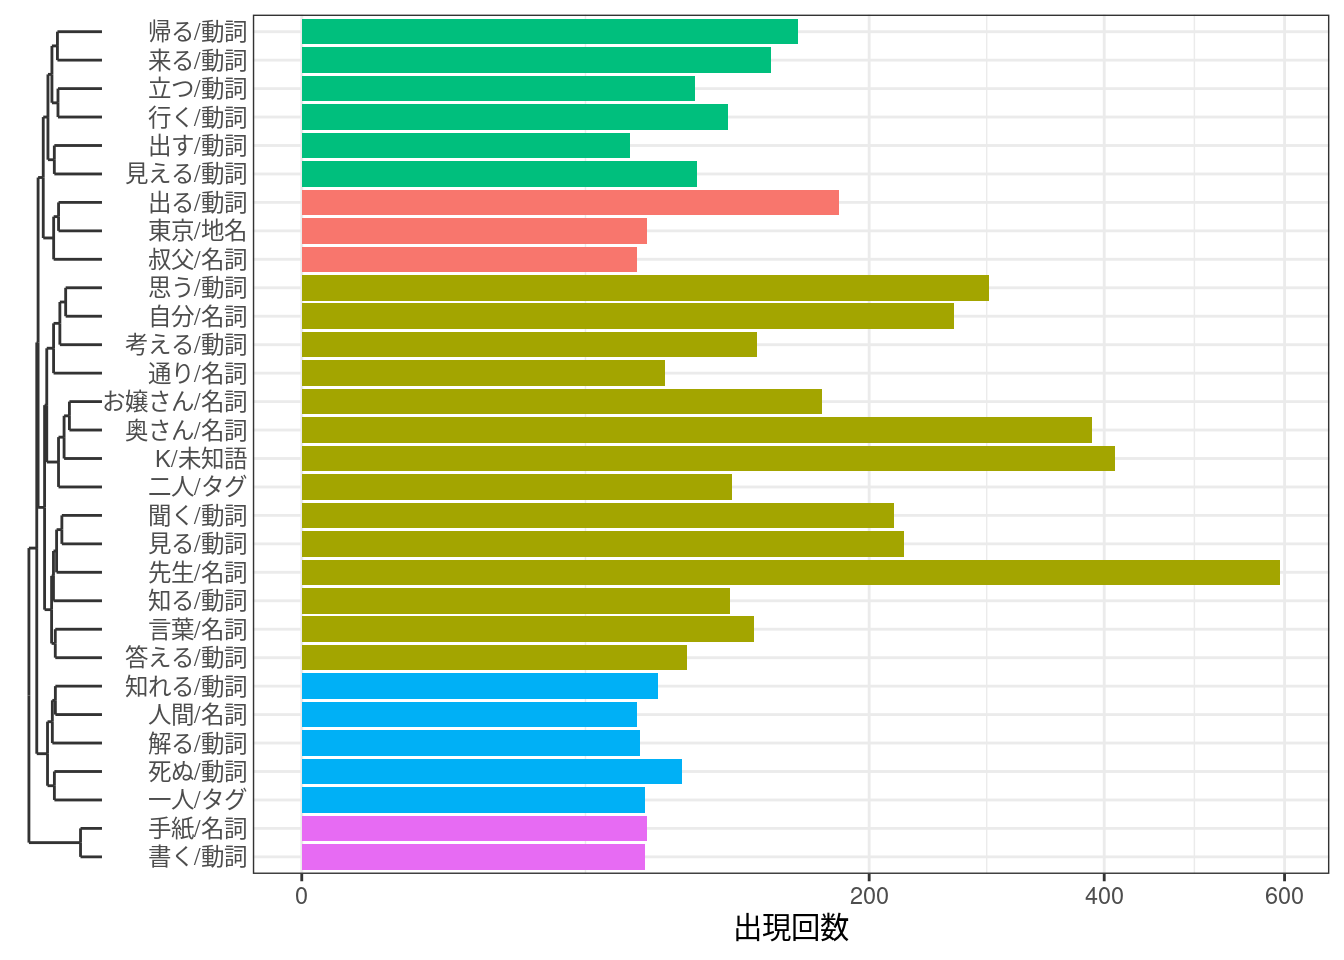 帰る/動詞
来る/動詞
立つ/動詞
行く/動詞
出す/動詞
見える/動詞
出る/動詞
東京/地名
叔父/名詞
思う/動詞
自分/名詞
考える/動詞
通り/名詞
お嬢さん/名詞
奥さん/名詞
K/未知語
二人/タグ
聞く/動詞
見る/動詞
先生/名詞
知る/動詞
言葉/名詞
答える/動詞
知れる/動詞
人間/名詞
解る/動詞
死ぬ/動詞
一人/タグ
手紙/名詞
書く/動詞
0 200 400 600
出現回数